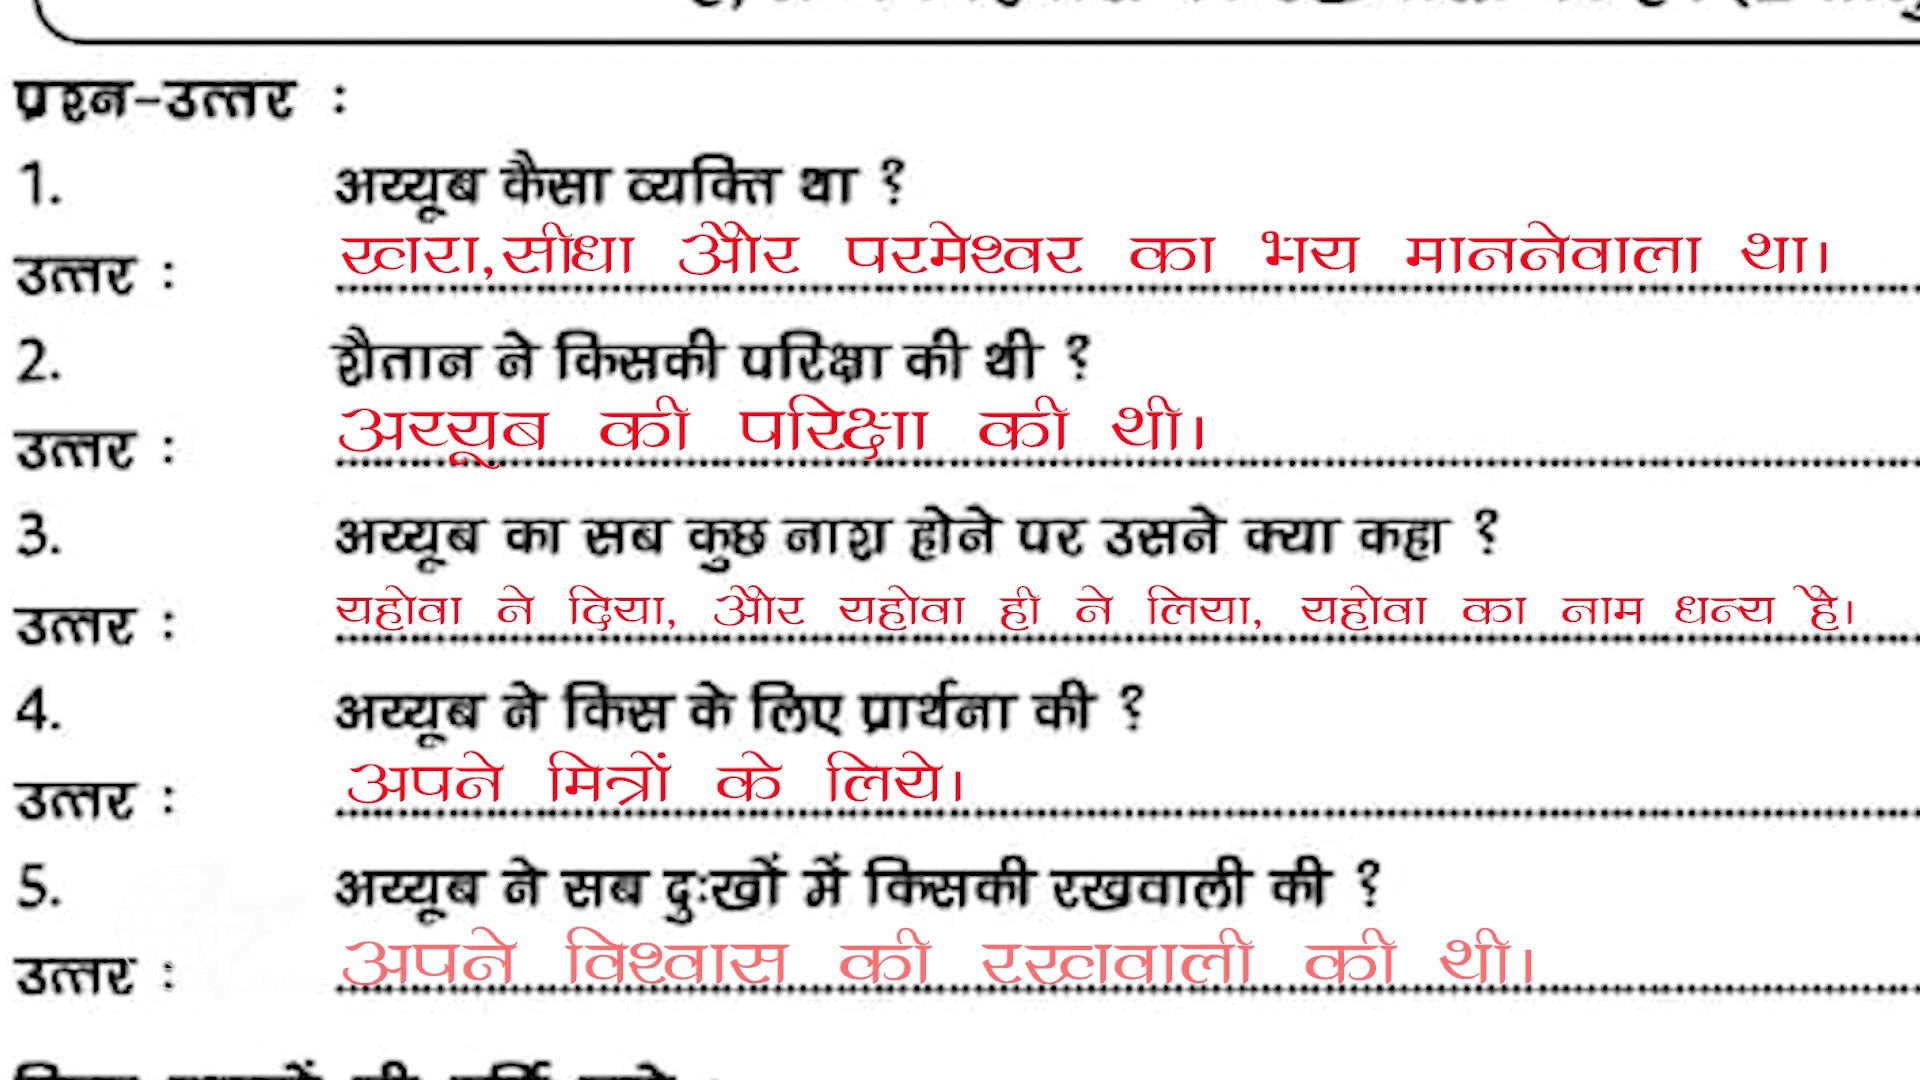 प्रश्न-उत्तर :
1. अय्यूब कैसा व्यक्ति था ?
उत्तर : खारा,सीधा और परमेश्वर का भय माननेवाला था।
2. शैतान ने किसकी परिक्षा की थी ?
उत्तर : अय्यूब की परिक्षा की थी।
3. अय्यूब का सब कुछ नाश होने पर उसने क्या कहा ?
उत्तर : यहोवा ने दिया, और यहोवा ही ने लिया, यहोवा का नाम धन्य है।
4. अय्यूब ने किस के लिए प्रार्थना की ?
उत्तर : अपने मित्रों के लिये।
5. अय्यूब ने सब दुःखों में किसकी रखवाली की ?
उत्तर : अपने विश्वास की रखवाली की थी।